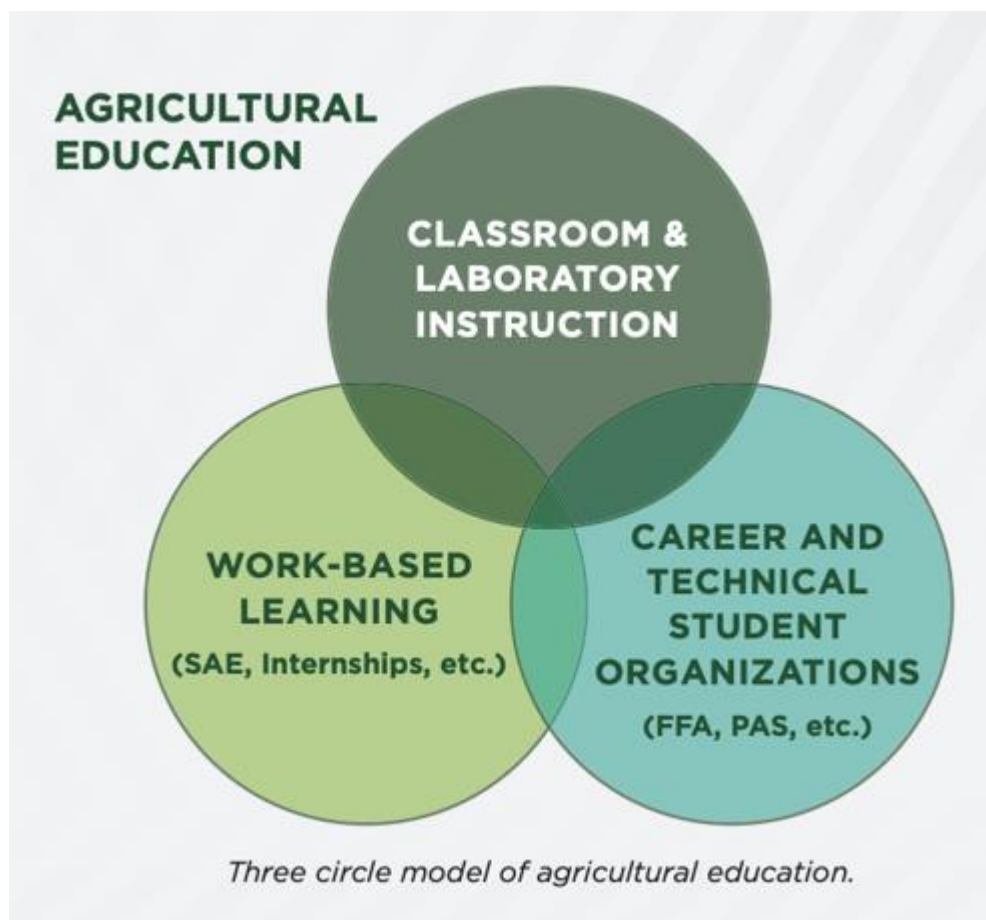 AGRICULTURAL
EDUCATION
CLASSROOM &
LABORATORY
INSTRUCTION
WORK-BASED
LEARNING
(SAE, Internships, etc.)
CAREER AND
TECHNICAL
STUDENT
ORGANIZATIONS
(FFA, PAS, etc.)
Three circle model of agricultural education.